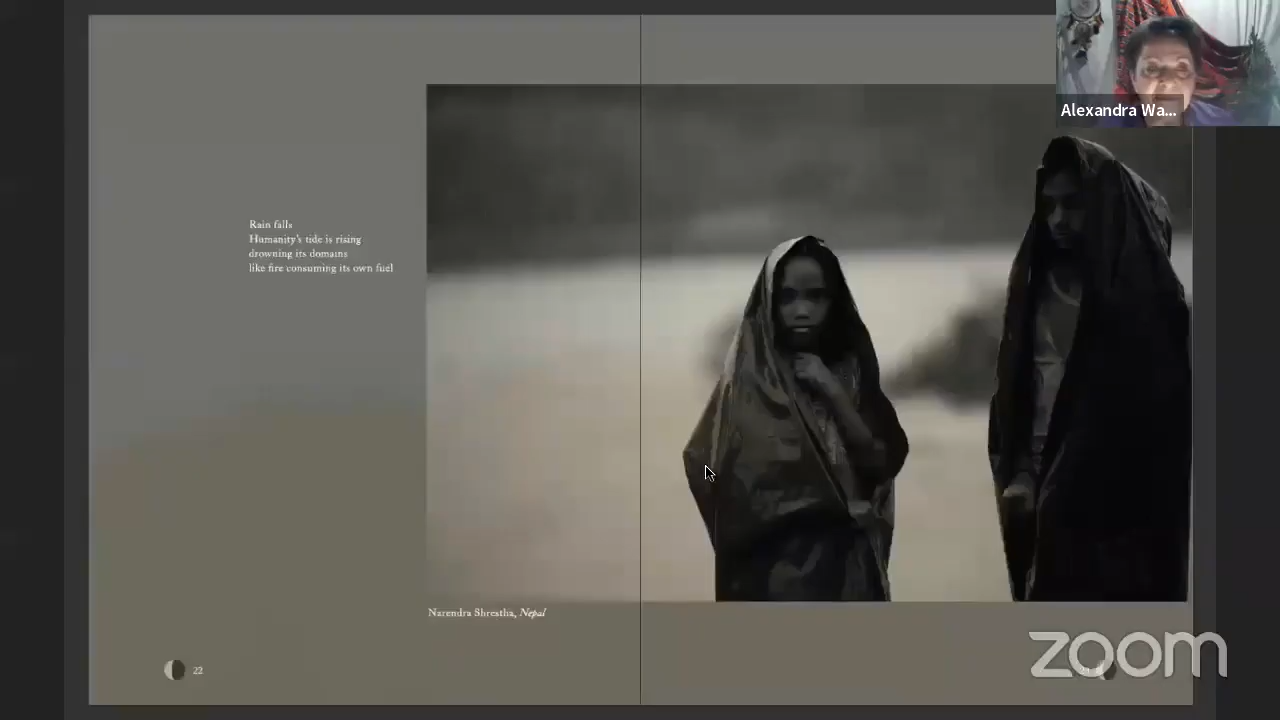 Alexandra Wa...
Rain falls
Humanity's tide is rising
drowning its domains
like fire consuming its own fuel
Narendra Shrestha, Nepal
22
zoom